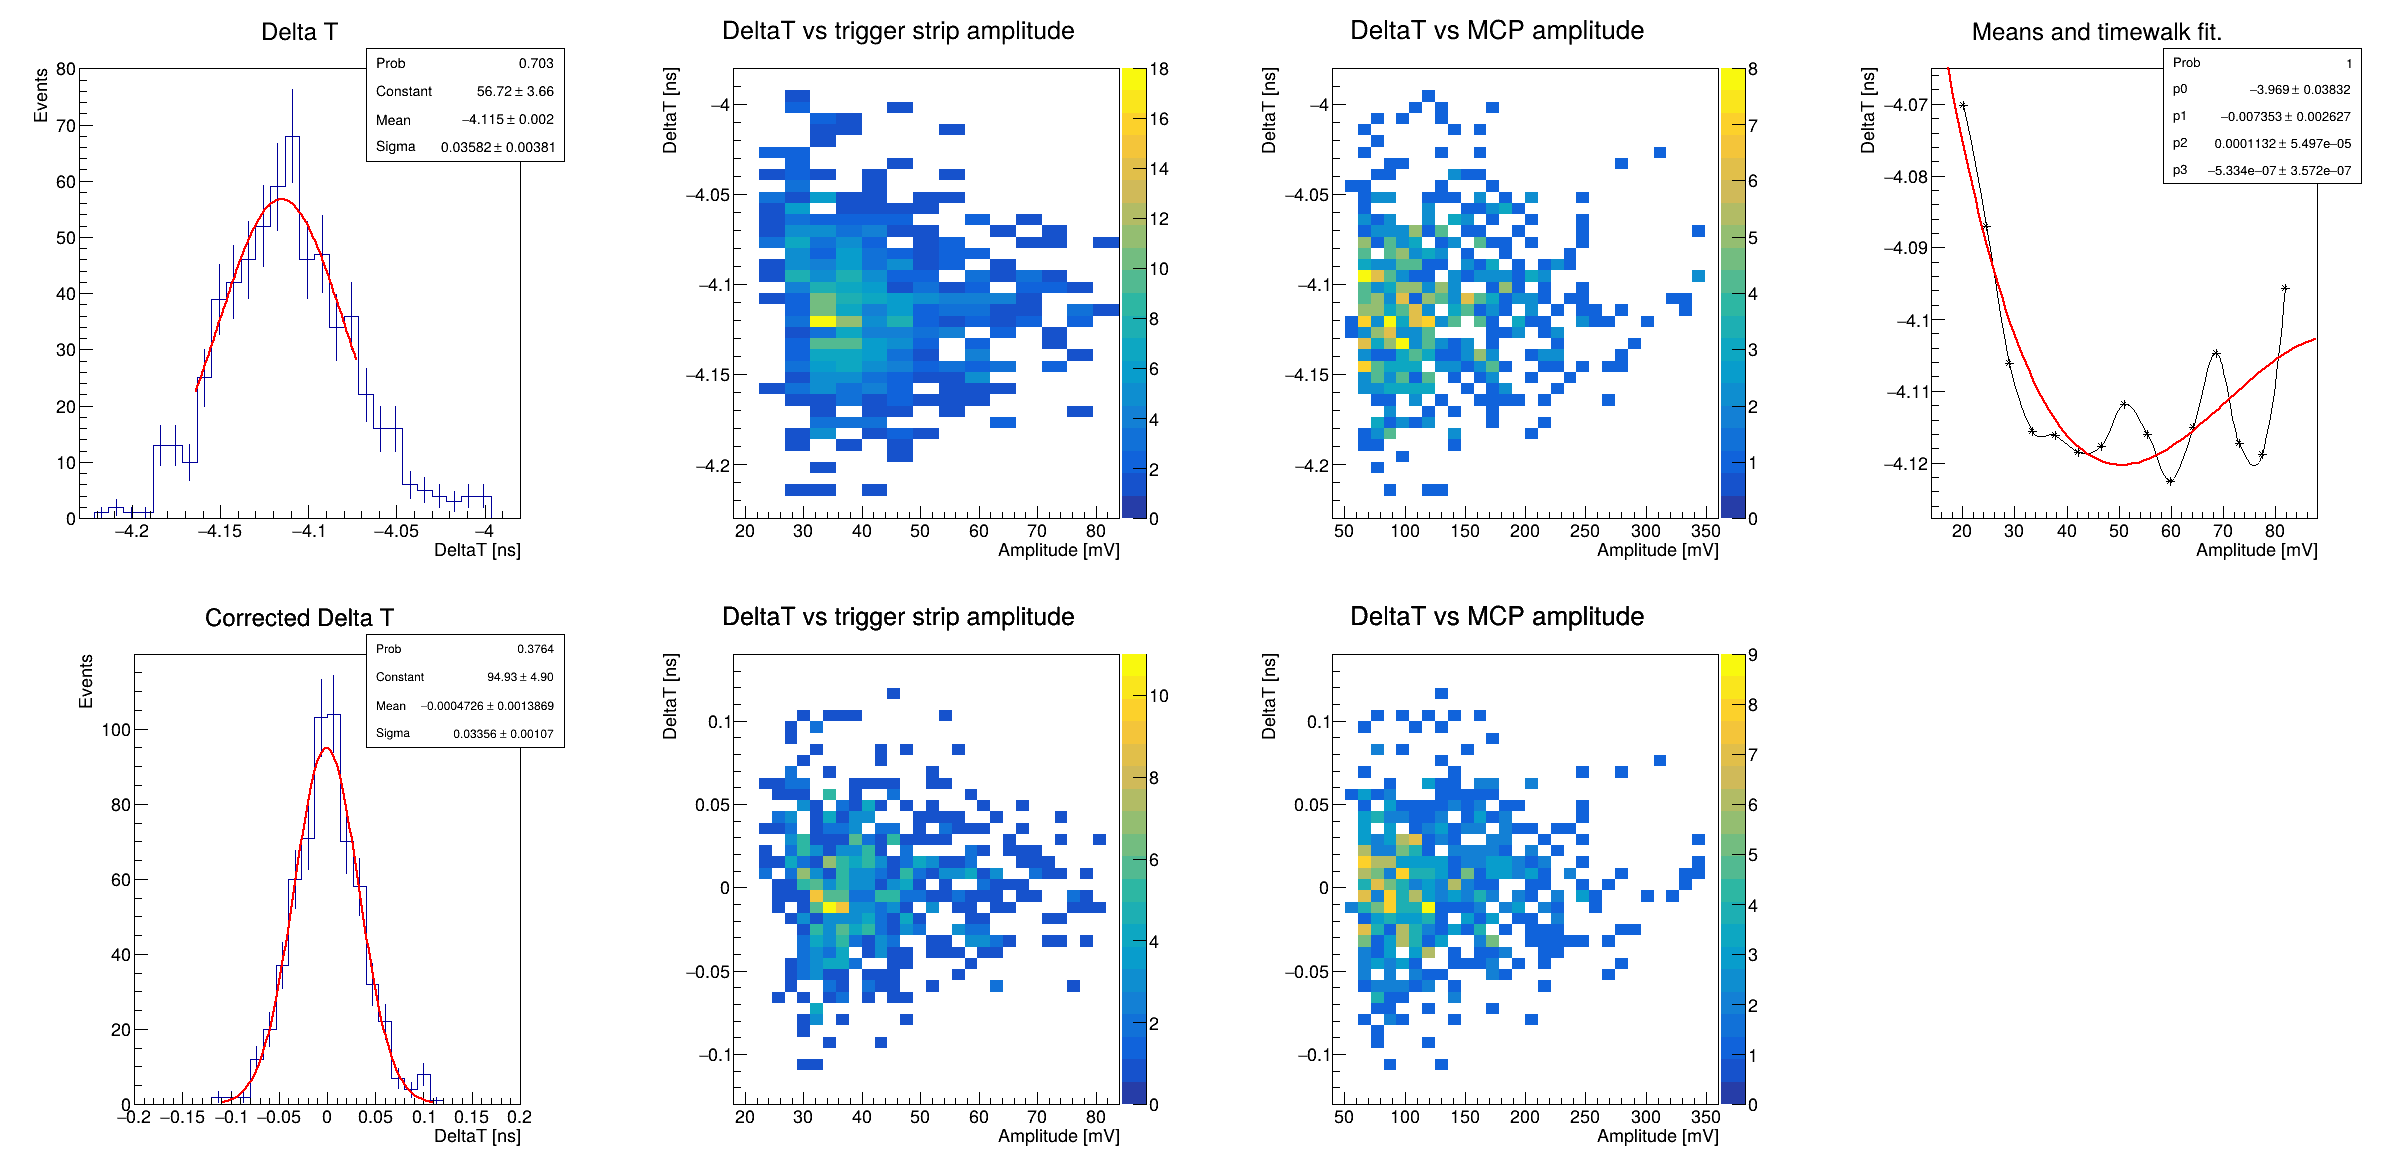 Delta T
Prob 0.703
Constant 56.72 ± 3.66
Mean −4.115 ± 0.002
Sigma 0.03582 ± 0.00381
Events
80
70
60
50
40
30
20
10
0
−4.2 −4.15 −4.1 −4.05 −4
DeltaT [ns]
DeltaT vs trigger strip amplitude
DeltaT [ns]
−4
−4.05
−4.1
−4.15
−4.2
20 30 40 50 60 70 80
Amplitude [mV]
18
16
14
12
10
8
6
4
2
0
DeltaT vs MCP amplitude
DeltaT [ns]
−4
−4.05
−4.1
−4.15
−4.2
50 100 150 200 250 300 350
Amplitude [mV]
8
7
6
5
4
3
2
1
0
Means and timewalk fit.
Prob 1
p0 −3.969 ± 0.03832
p1 −0.007353 ± 0.002627
p2 0.0001132 ± 5.497e−05
p3 −5.334e−07 ± 3.572e−07
DeltaT [ns]
−4.07
−4.08
−4.09
−4.1
−4.11
−4.12
20 30 40 50 60 70 80
Amplitude [mV]
Corrected Delta T
Prob 0.3764
Constant 94.93 ± 4.90
Mean −0.0004726 ± 0.0013869
Sigma 0.03356 ± 0.00107
Events
100
80
60
40
20
0
−0.2 −0.15 −0.1 −0.05 0 0.05 0.1 0.15 0.2
DeltaT [ns]
DeltaT vs trigger strip amplitude
DeltaT [ns]
0.1
0.05
0
−0.05
−0.1
20 30 40 50 60 70 80
Amplitude [mV]
10
8
6
4
2
0
DeltaT vs MCP amplitude
DeltaT [ns]
0.1
0.05
0
−0.05
−0.1
50 100 150 200 250 300 350
Amplitude [mV]
9
8
7
6
5
4
3
2
1
0